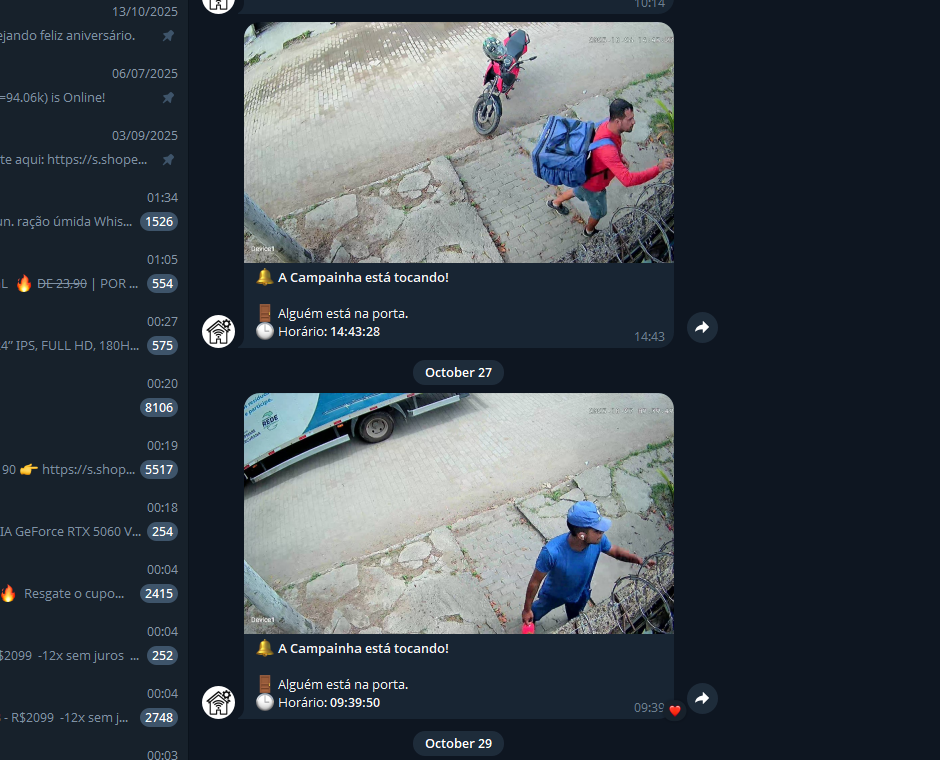 13/10/2025
ejando feliz aniversário.
06/07/2025
=94.06k) is Online!
03/09/2025
te aqui: https://s.shope...
01:34
un. ração úmida Whis...
1526
01:05
L 🔥 DE 23,90 | POR ...
554
00:27
4” IPS, FULL HD, 180H...
575
00:20
8106
00:19
90 👉 https://s.shop...
5517
00:18
IA GeForce RTX 5060 V...
254
00:04
🔥 Resgate o cupo...
2415
00:04
$2099 -12x sem juros ...
252
00:04
- R$2099 -12x sem j...
2748
00:03
10:14
Device1
🔔 A Campainha está tocando!
🚪 Alguém está na porta.
🕒 Horário: 14:43:28
14:43
October 27
REDE
Device1
🔔 A Campainha está tocando!
🚪 Alguém está na porta.
🕒 Horário: 09:39:50
09:39
October 29